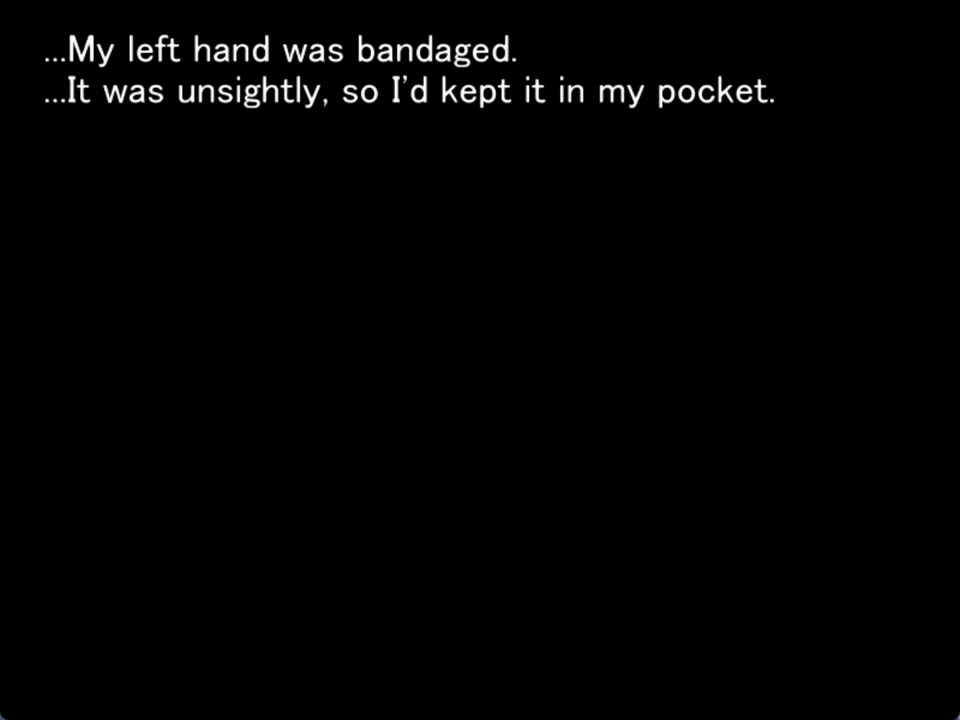 ...My left hand was bandaged.
...It was unsightly, so I'd kept it in my pocket.